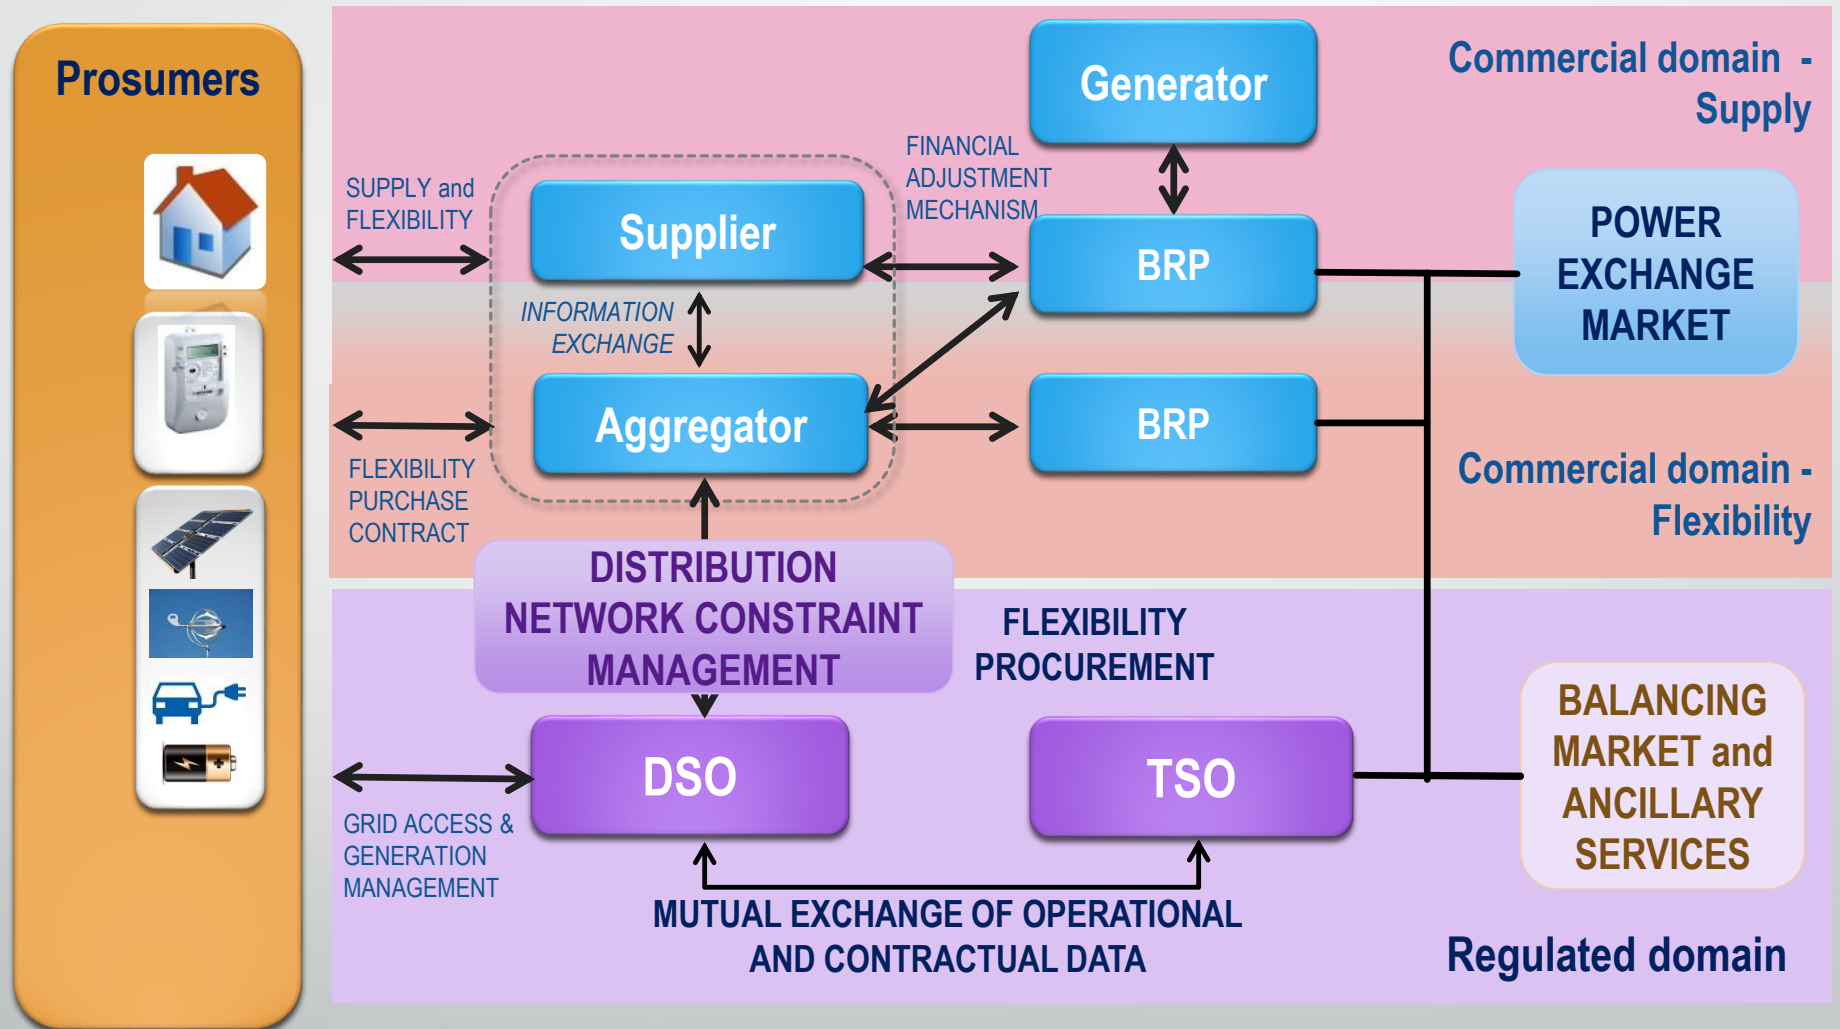 Prosumers
Commercial domain -
Supply
Generator
FINANCIAL
ADJUSTMENT
MECHANISM
SUPPLY and
FLEXIBILITY
Supplier
BRP
POWER
EXCHANGE
MARKET
INFORMATION
EXCHANGE
Aggregator
BRP
FLEXIBILITY
PURCHASE
CONTRACT
Commercial domain -
Flexibility
DISTRIBUTION
NETWORK CONSTRAINT
MANAGEMENT
FLEXIBILITY
PROCUREMENT
DSO
TSO
BALANCING
MARKET and
ANCILLARY
SERVICES
GRID ACCESS &
GENERATION
MANAGEMENT
MUTUAL EXCHANGE OF OPERATIONAL
AND CONTRACTUAL DATA
Regulated domain